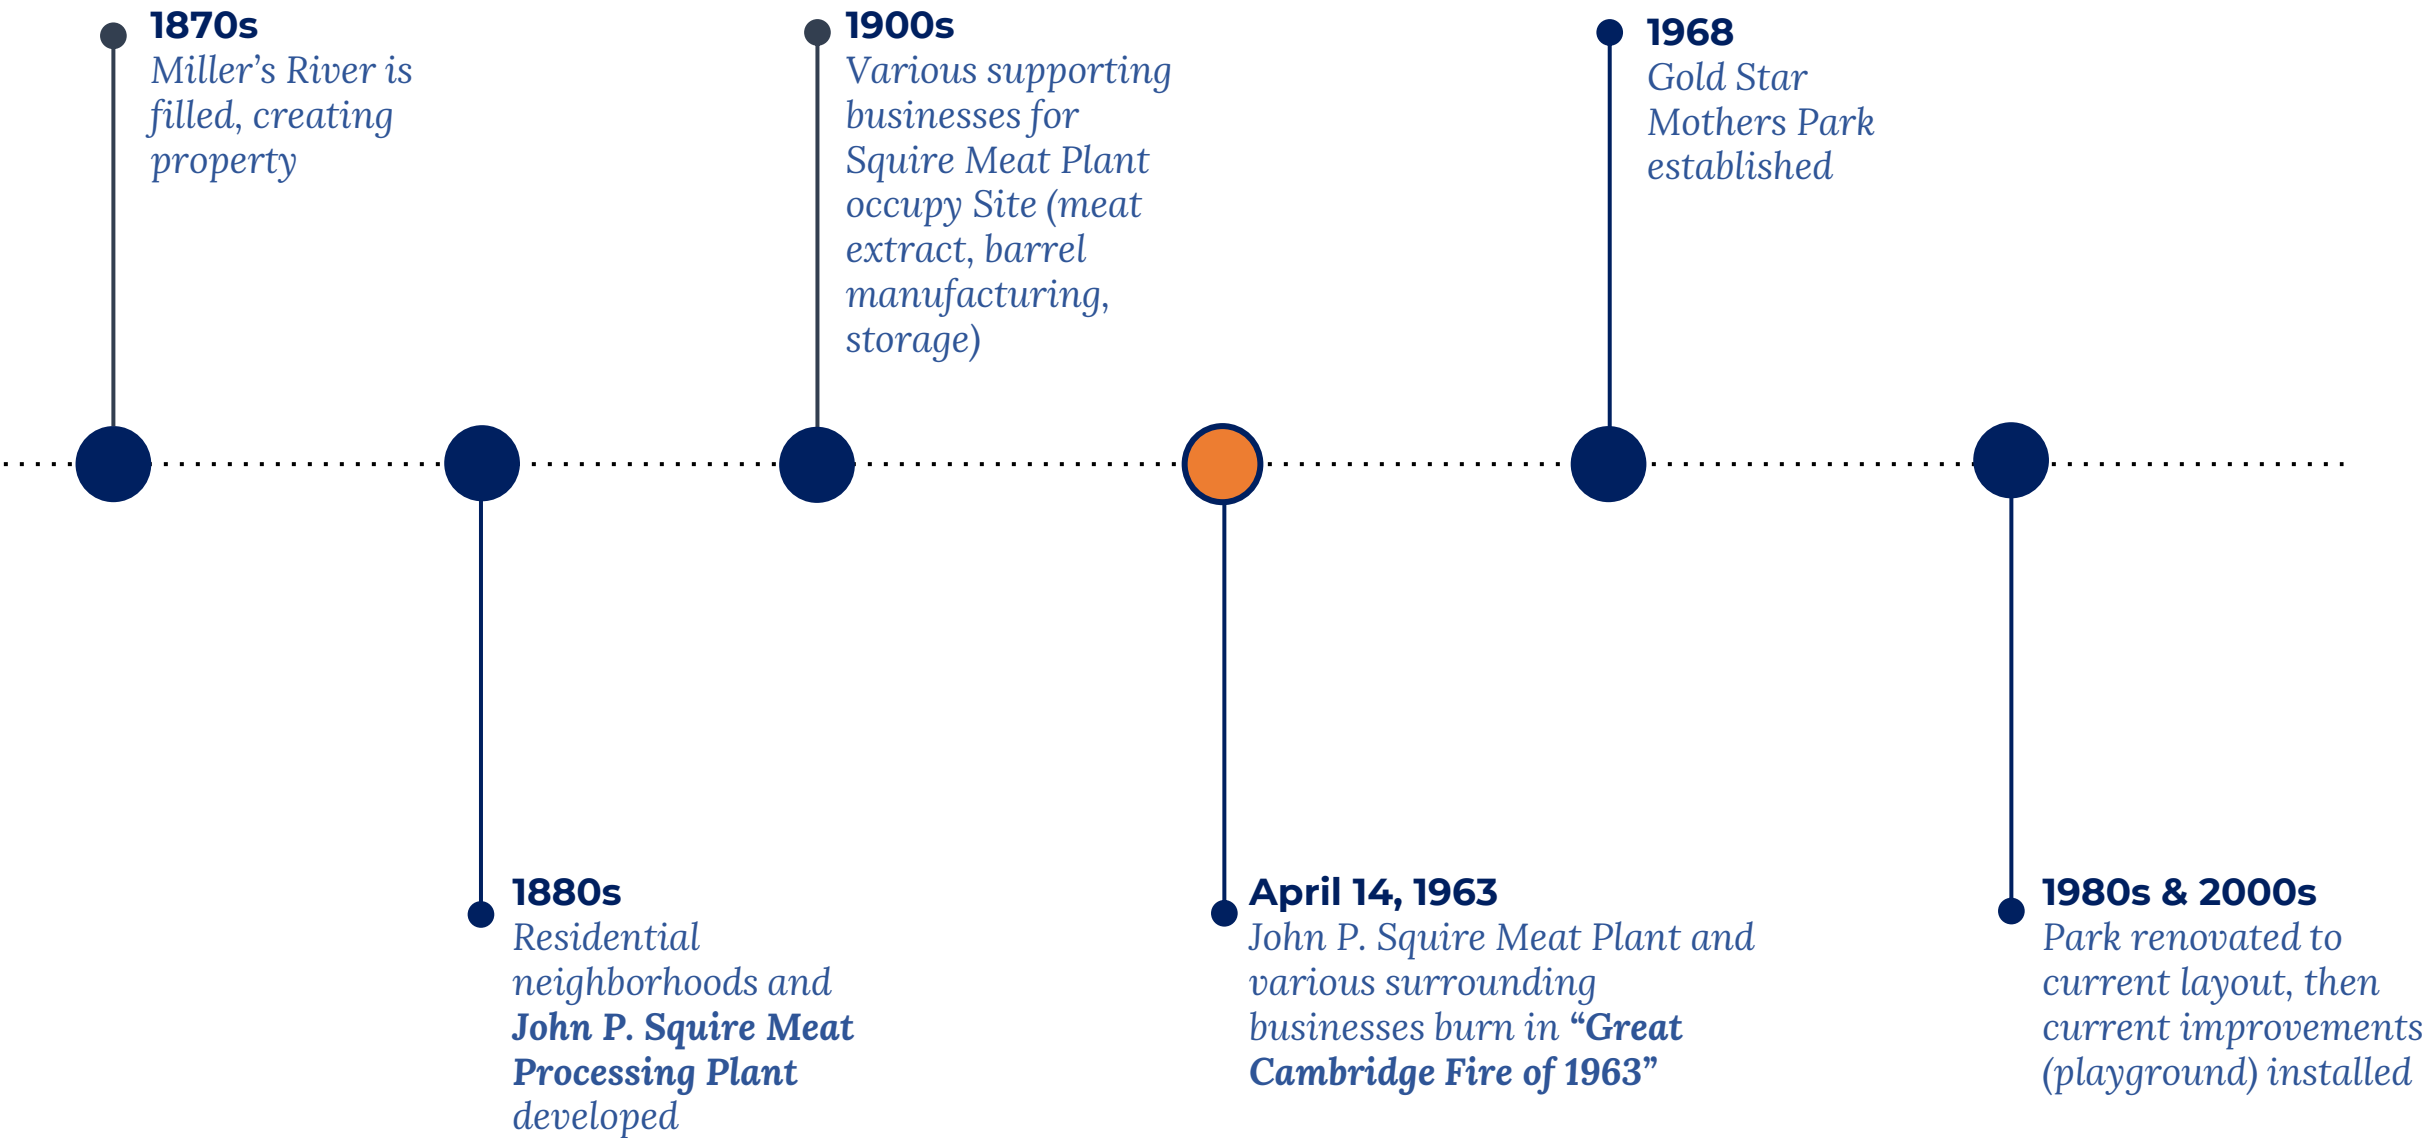 1870s
Miller’s River is
filled, creating
property
1880s
Residential
neighborhoods and
John P. Squire Meat
Processing Plant
developed
1900s
Various supporting
businesses for
Squire Meat Plant
occupy Site (meat
extract, barrel
manufacturing,
storage)
April 14, 1963
John P. Squire Meat Plant and
various surrounding
businesses burn in “Great
Cambridge Fire of 1963”
1968
Gold Star
Mothers Park
established
1980s & 2000s
Park renovated to
current layout, then
current improvements
(playground) installed